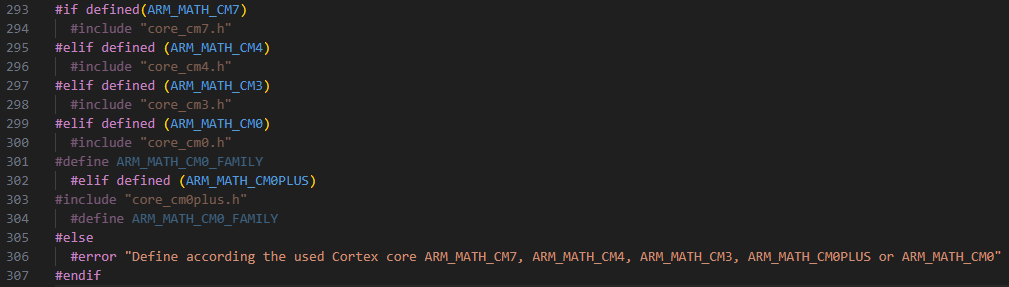 293 #if defined(ARM_MATH_CM7)
294   #include "core_cm7.h"
295 #elif defined (ARM_MATH_CM4)
296   #include "core_cm4.h"
297 #elif defined (ARM_MATH_CM3)
298   #include "core_cm3.h"
299 #elif defined (ARM_MATH_CM0)
300   #include "core_cm0.h"
301 #define ARM_MATH_CM0_FAMILY
302   #elif defined (ARM_MATH_CM0PLUS)
303 #include "core_cm0plus.h"
304   #define ARM_MATH_CM0_FAMILY
305 #else
306   #error "Define according the used Cortex core ARM_MATH_CM7, ARM_MATH_CM4, ARM_MATH_CM3, ARM_MATH_CM0PLUS or ARM_MATH_CM0"
307 #endif